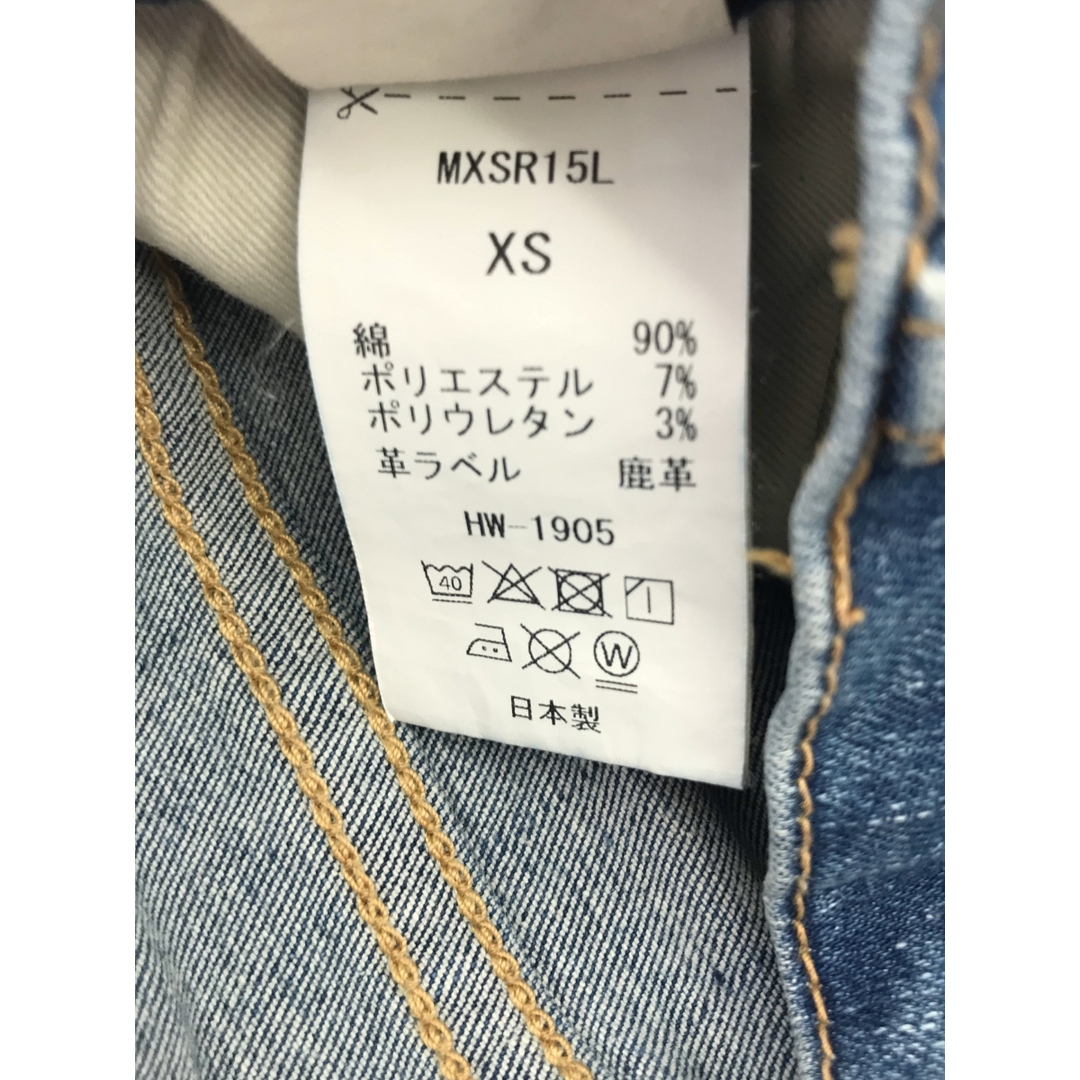 MXSR15L
XS
綿 90%
ポリエステル 7%
ポリウレタン 3%
革ラベル 鹿革
HW-1905
40
W
日本製